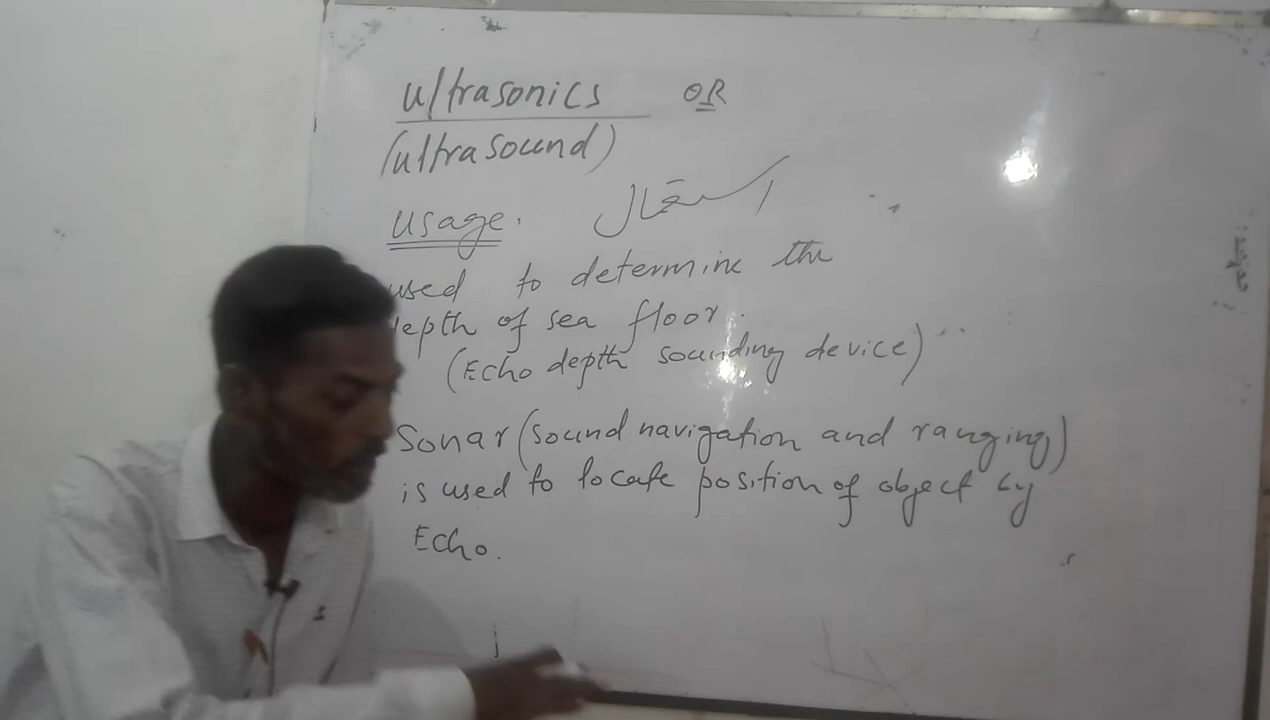 ultrasonics OR
(ultrasound)
usage. استعمال
used to determine the
depth of sea floor.
(Echo depth sounding device)
Sonar (sound navigation and ranging)
is used to locate position of object by
Echo.